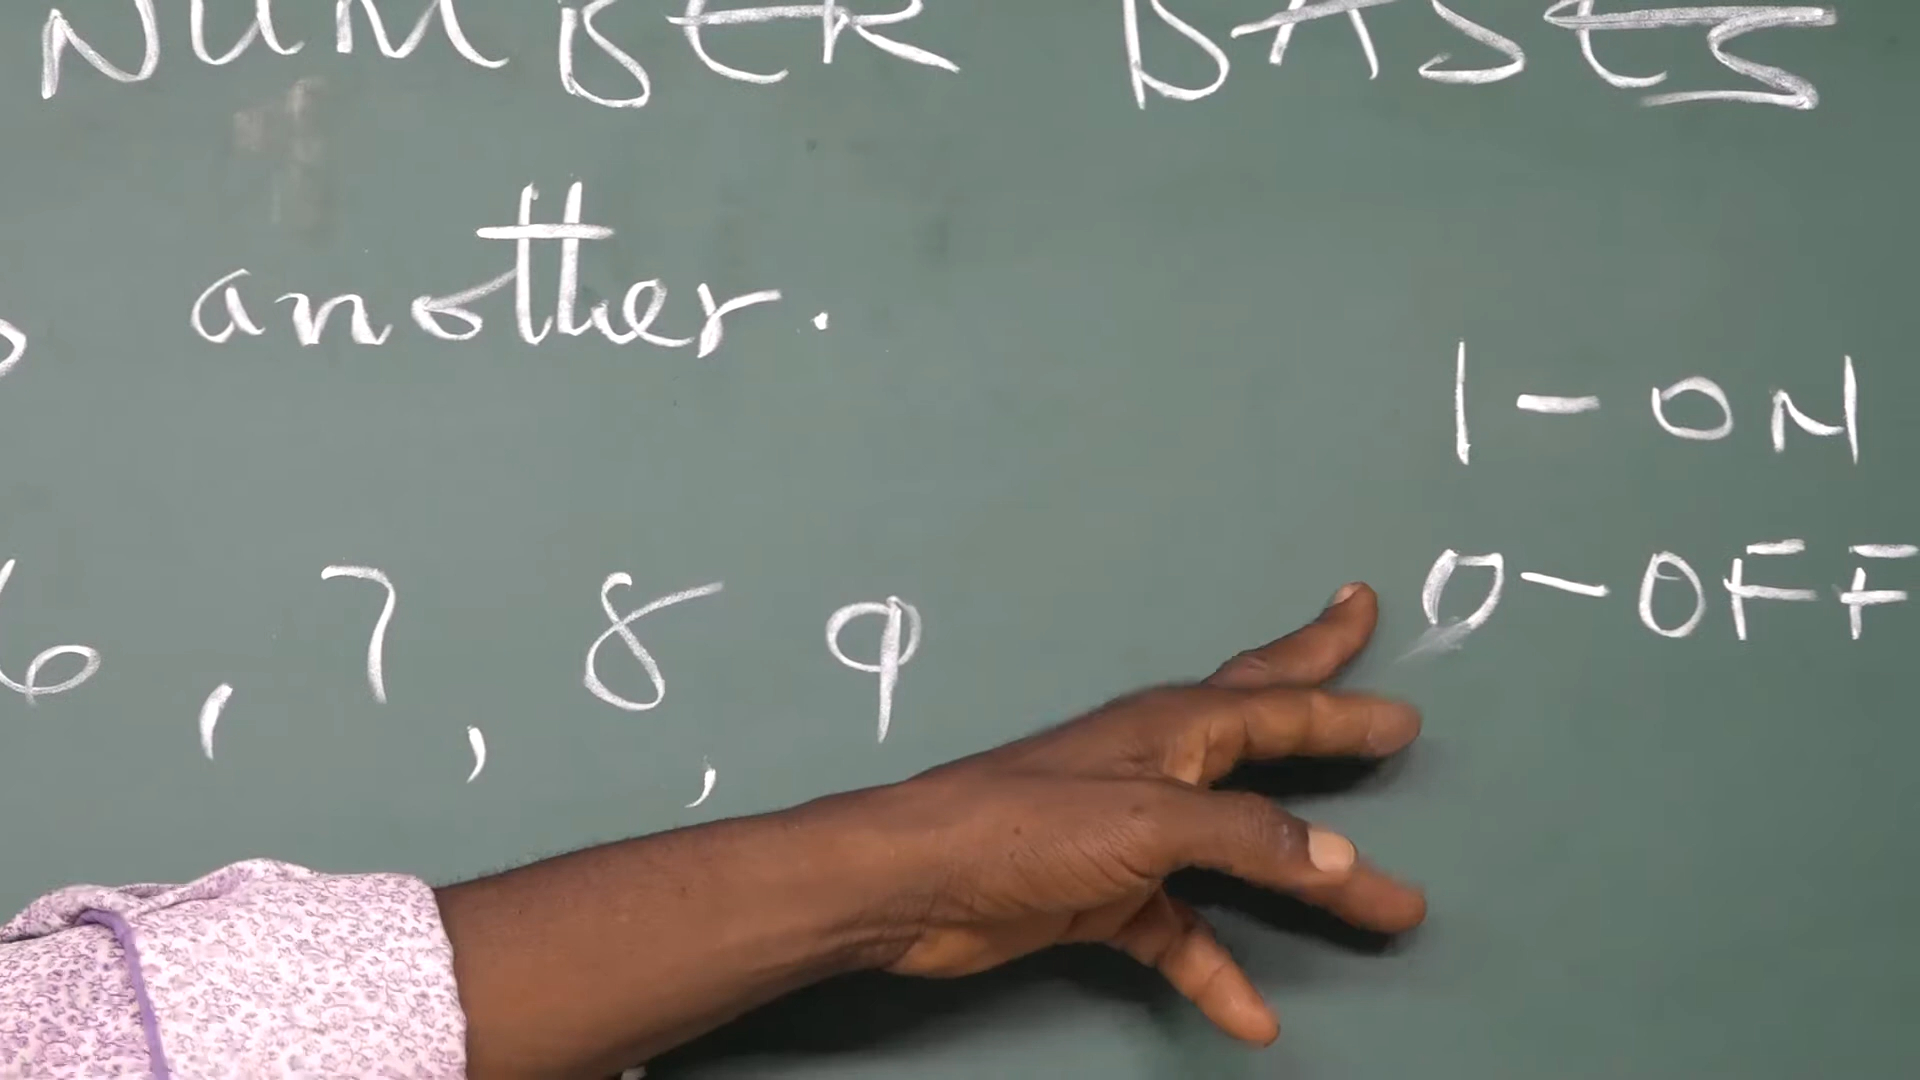 NUMBER BASES
another.
1 - ON
0 - OFF
6, 7, 8, 9